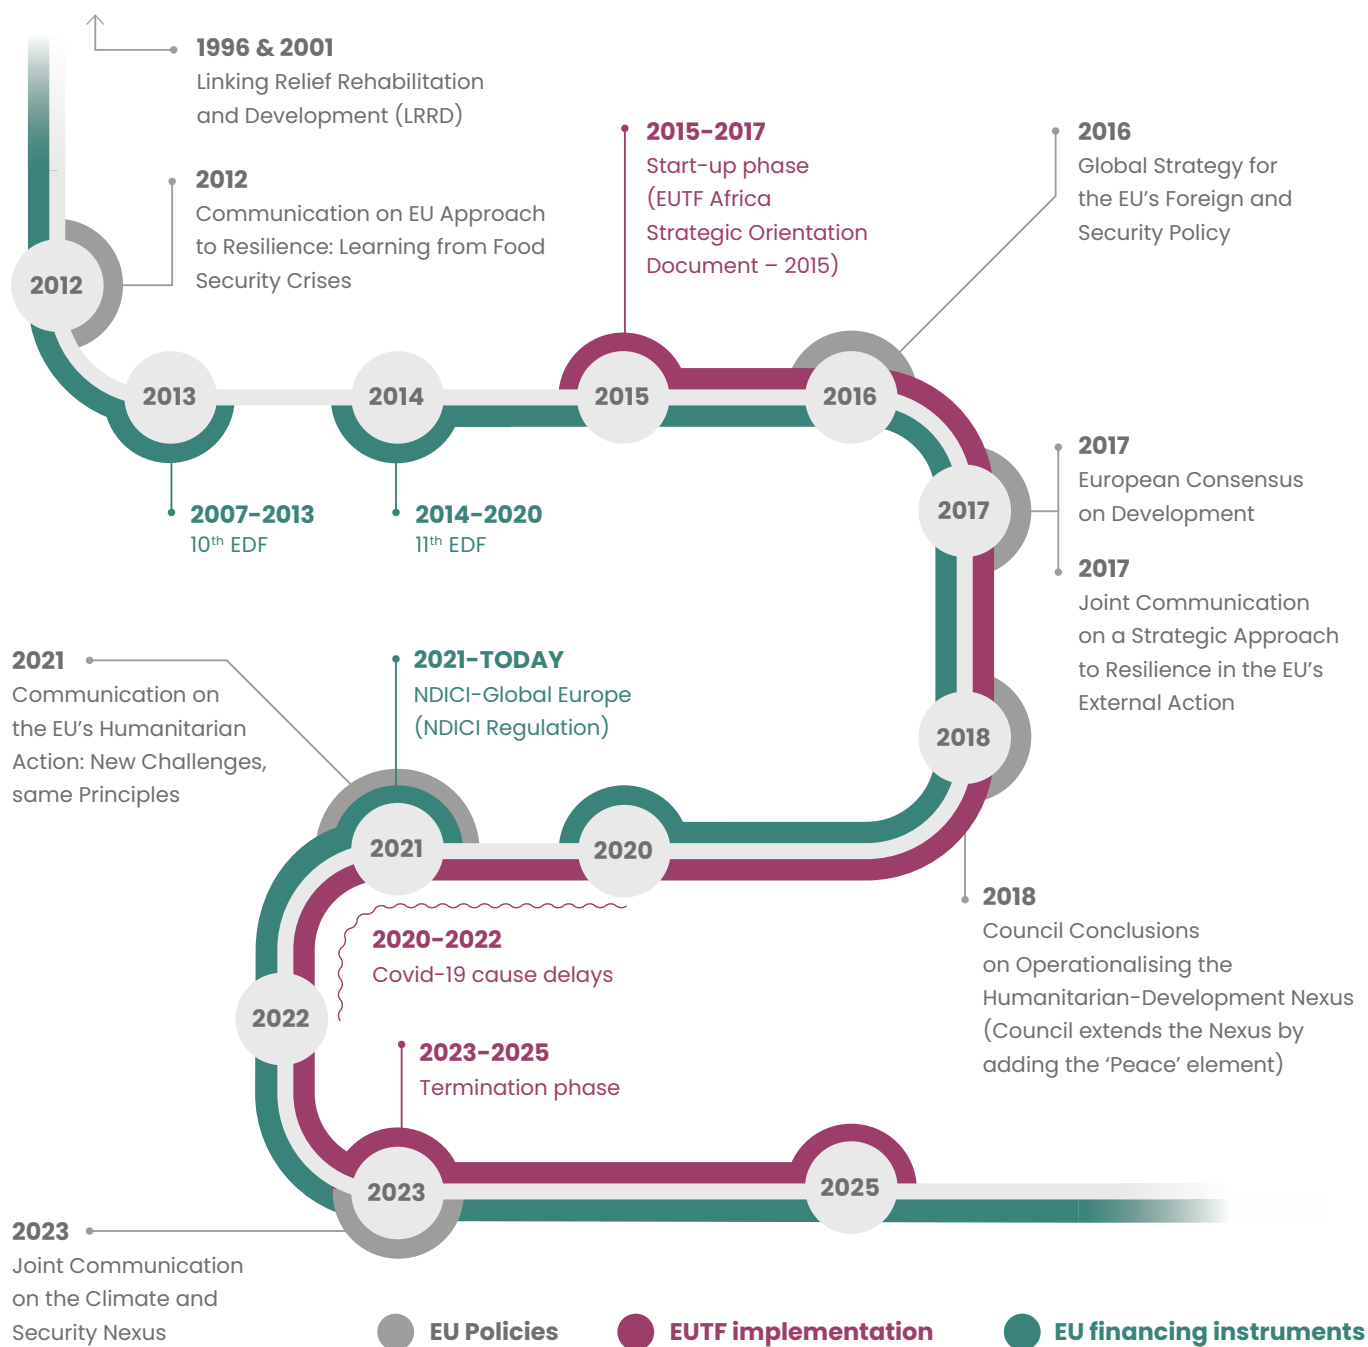 1996 & 2001
Linking Relief Rehabilitation
and Development (LRRD)
2012
Communication on EU Approach
to Resilience: Learning from Food
Security Crises
2015-2017
Start-up phase
(EUTF Africa
Strategic Orientation
Document – 2015)
2016
Global Strategy for
the EU’s Foreign and
Security Policy
2012
2013
2014
2015
2016
2007-2013
10th EDF
2014-2020
11th EDF
2017
2017
European Consensus
on Development
2017
Joint Communication
on a Strategic Approach
to Resilience in the EU’s
External Action
2021
Communication on
the EU’s Humanitarian
Action: New Challenges,
same Principles
2021-TODAY
NDICI-Global Europe
(NDICI Regulation)
2018
2021
2020
2018
Council Conclusions
on Operationalising the
Humanitarian-Development Nexus
(Council extends the Nexus by
adding the ‘Peace’ element)
2020-2022
Covid-19 cause delays
2022
2023-2025
Termination phase
2023
2025
2023
Joint Communication
on the Climate and
Security Nexus
EU Policies
EUTF implementation
EU financing instruments